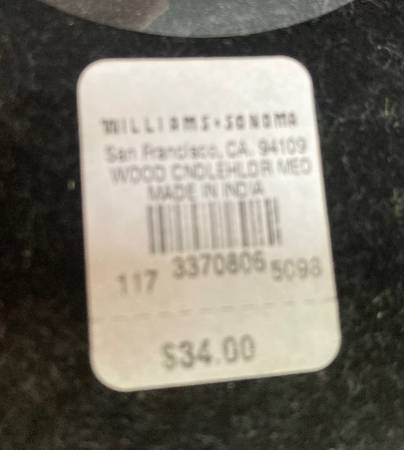 WILLIAMS-SONOMA
San Francisco, CA, 94109
WOOD CNDLEHLDR MED
MADE IN INDIA
117 3370806 5098
$34.00